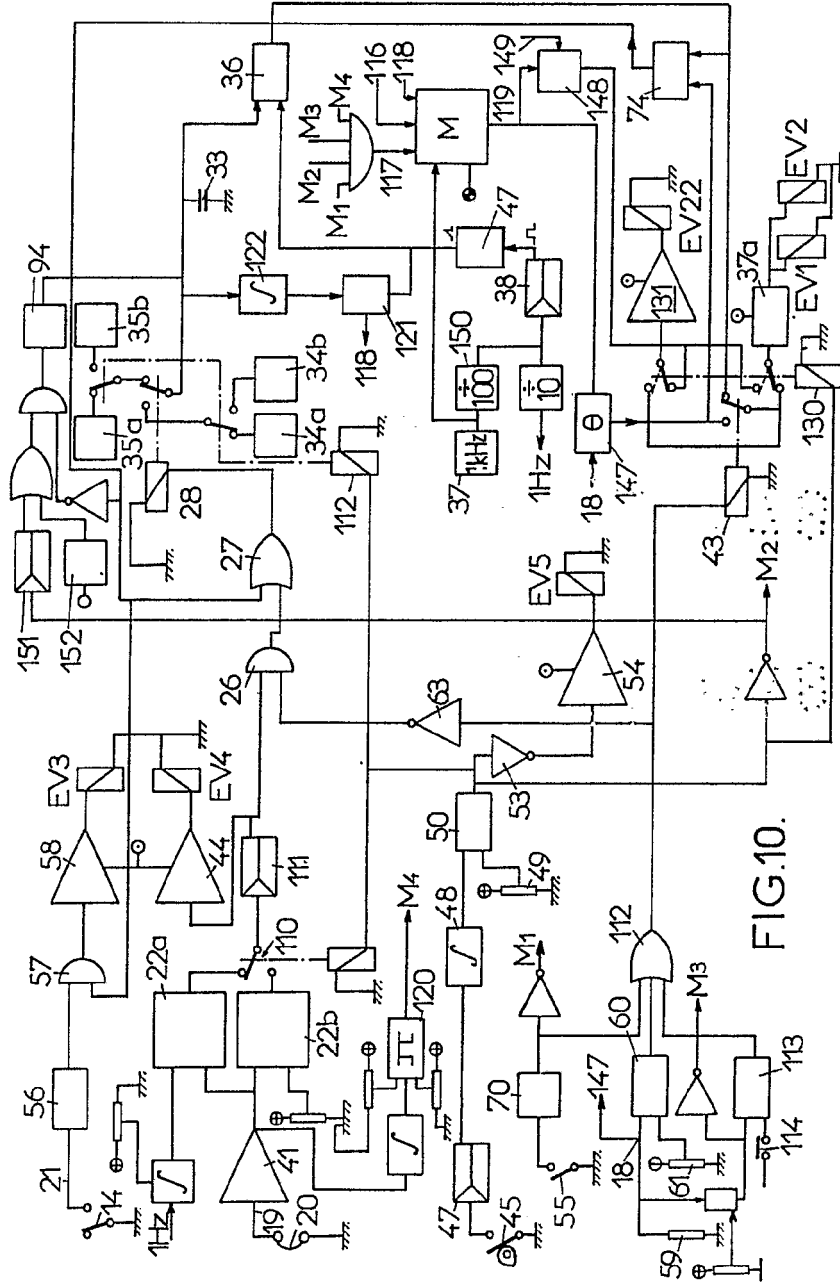 94
35b
35a
36
33
M1
M2
M3
M4
117
116
118
M
119
149
148
74
122
121
118
47
38
÷100
150
÷10
37
1kHz
1Hz
18
θ
147
34b
34a
112
28
27
151
152
26
63
EV3
EV4
58
44
57
111
22a
22b
110
56
21
14
1Hz
41
19
20
120
M4
48
50
49
53
54
EV5
47
45
EV22
131
37a
EV1
EV2
130
43
M2
M1
70
55
112
60
147
18
61
M3
113
114
59
FIG.10.